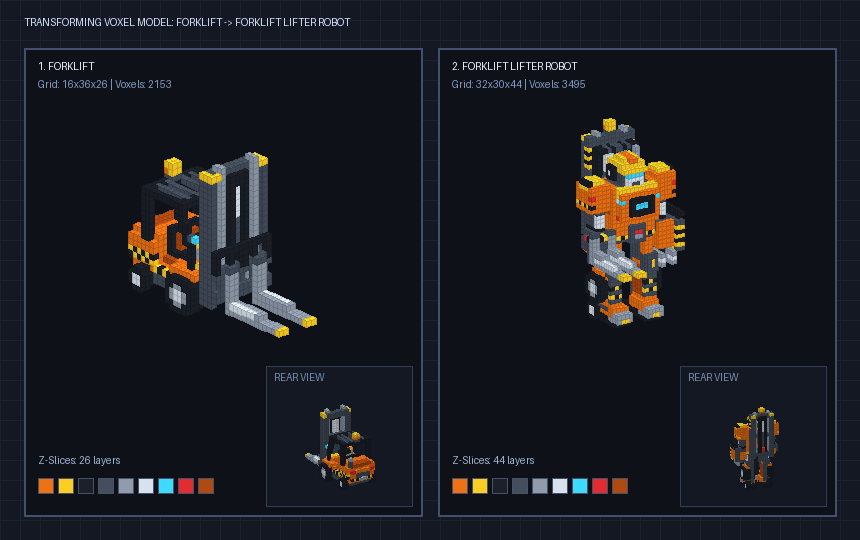 TRANSFORMING VOXEL MODEL: FORKLIFT -> FORKLIFT LIFTER ROBOT
1. FORKLIFT
Grid: 16x36x26 | Voxels: 2153
REAR VIEW
Z-Slices: 26 layers
2. FORKLIFT LIFTER ROBOT
Grid: 32x30x44 | Voxels: 3495
REAR VIEW
Z-Slices: 44 layers